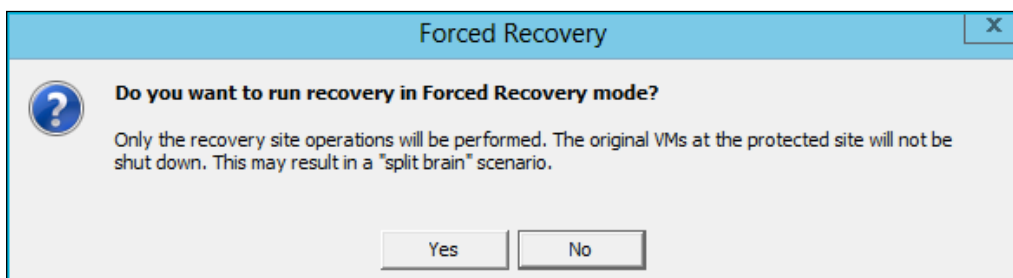 Forced Recovery
X
Do you want to run recovery in Forced Recovery mode?
Only the recovery site operations will be performed. The original VMs at the protected site will not be
shut down. This may result in a "split brain" scenario.
Yes
No